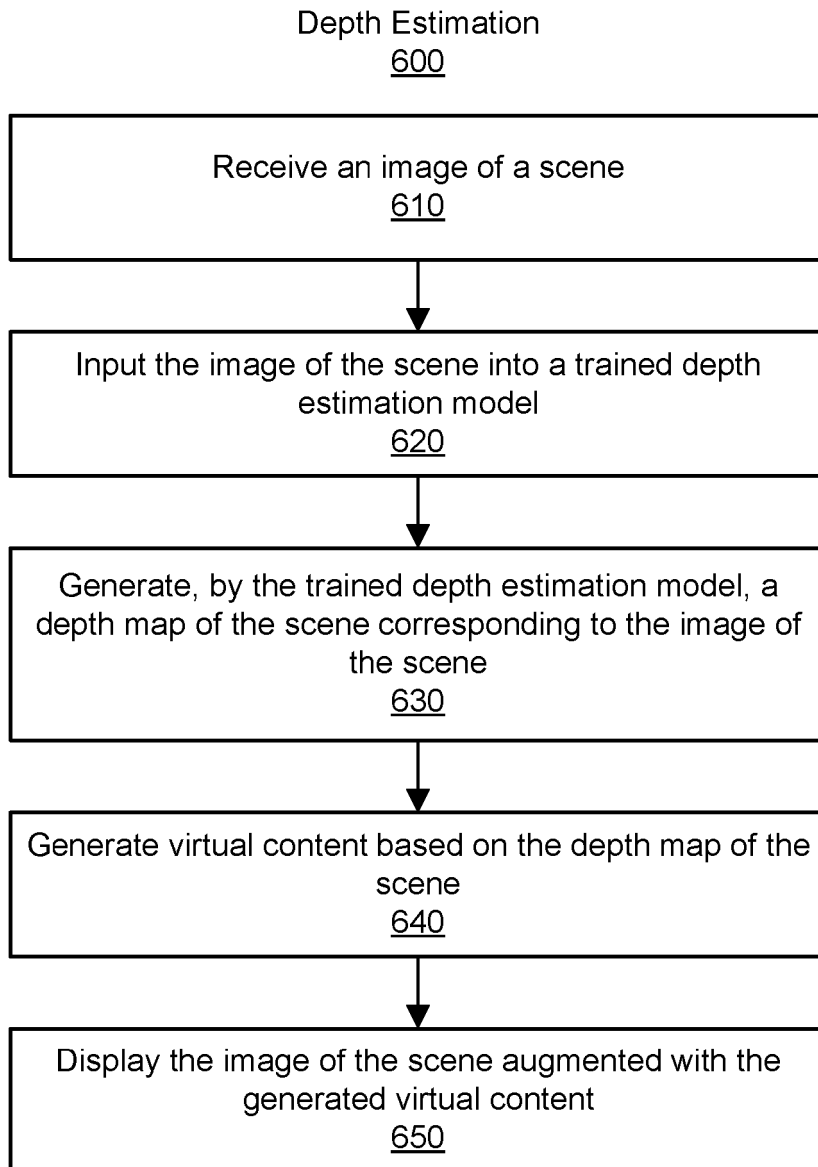 Depth Estimation
600
Receive an image of a scene
610
Input the image of the scene into a trained depth
estimation model
620
Generate, by the trained depth estimation model, a
depth map of the scene corresponding to the image of
the scene
630
Generate virtual content based on the depth map of the
scene
640
Display the image of the scene augmented with the
generated virtual content
650